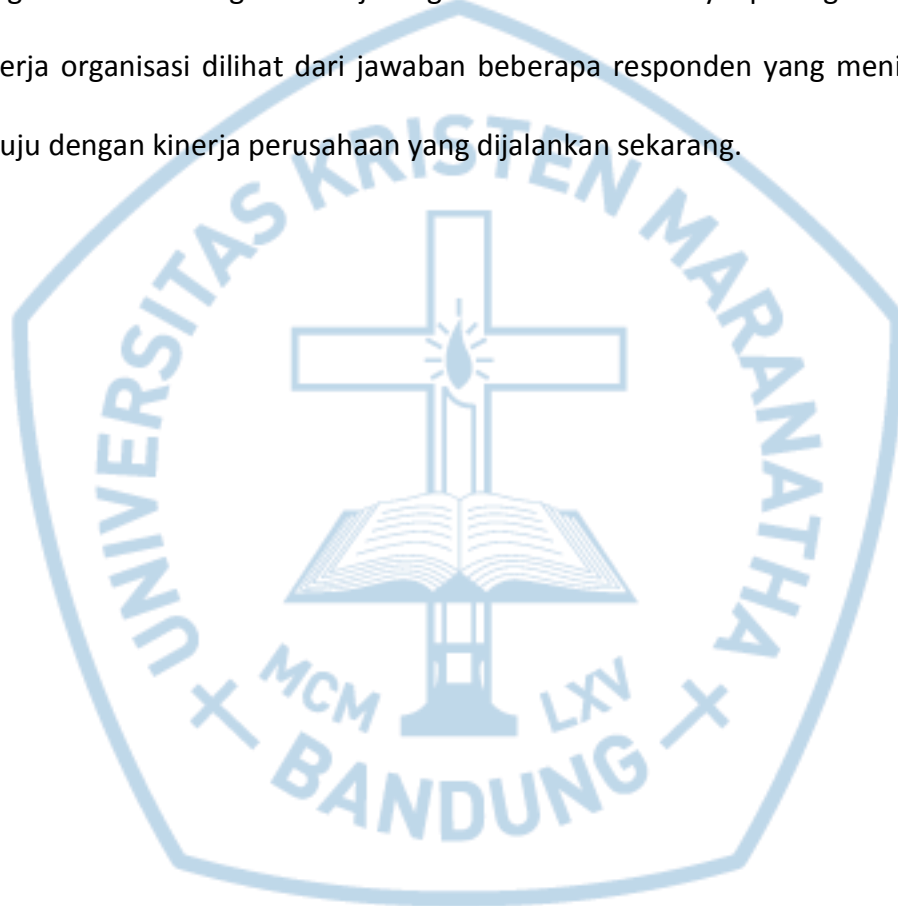 erja organisasi dilihat dari jawaban beberapa responden yang meni
uju dengan kinerja perusahaan yang dijalankan sekarang.
UNIVERSITAS KRISTEN MARANATHA
MCM LXV
BANDUNG